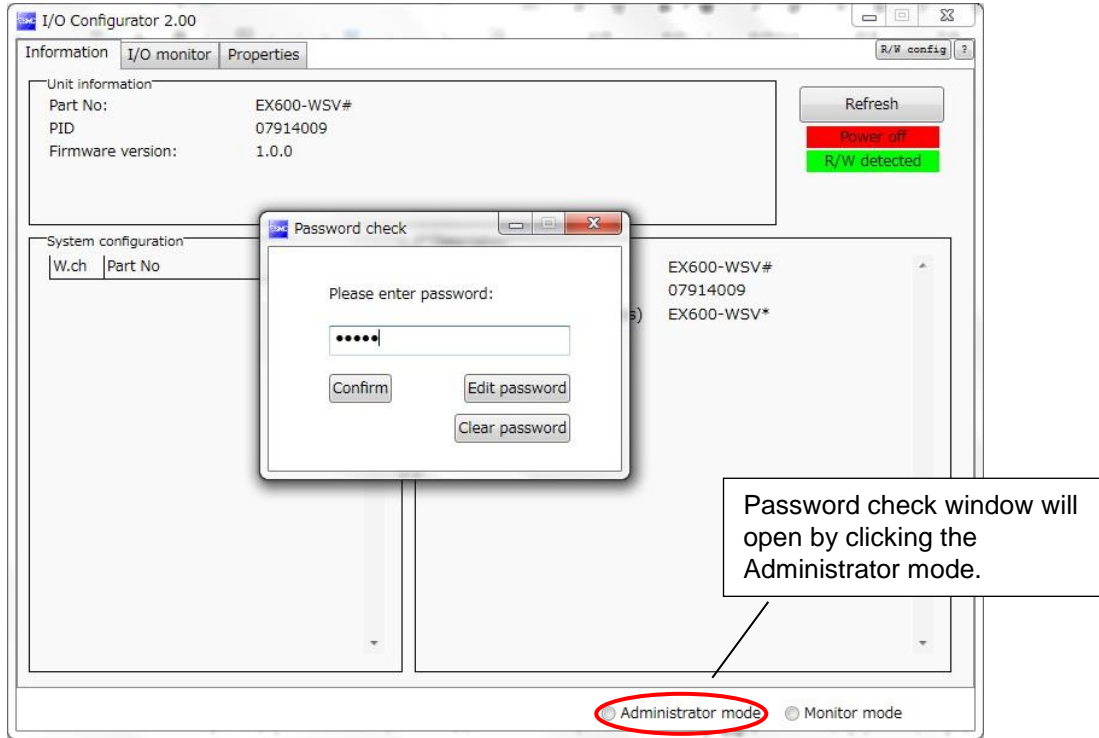 I/O Configurator 2.00
Information I/O monitor Properties R/W config ?
Unit information
Part No: EX600-WSV#
PID 07914009
Firmware version: 1.0.0
Refresh
Power off
R/W detected
Password check
Please enter password:
•••••
Confirm Edit password
Clear password
System configuration
W.ch Part No
EX600-WSV#
07914009
s) EX600-WSV*
Password check window will
open by clicking the
Administrator mode.
Administrator mode Monitor mode